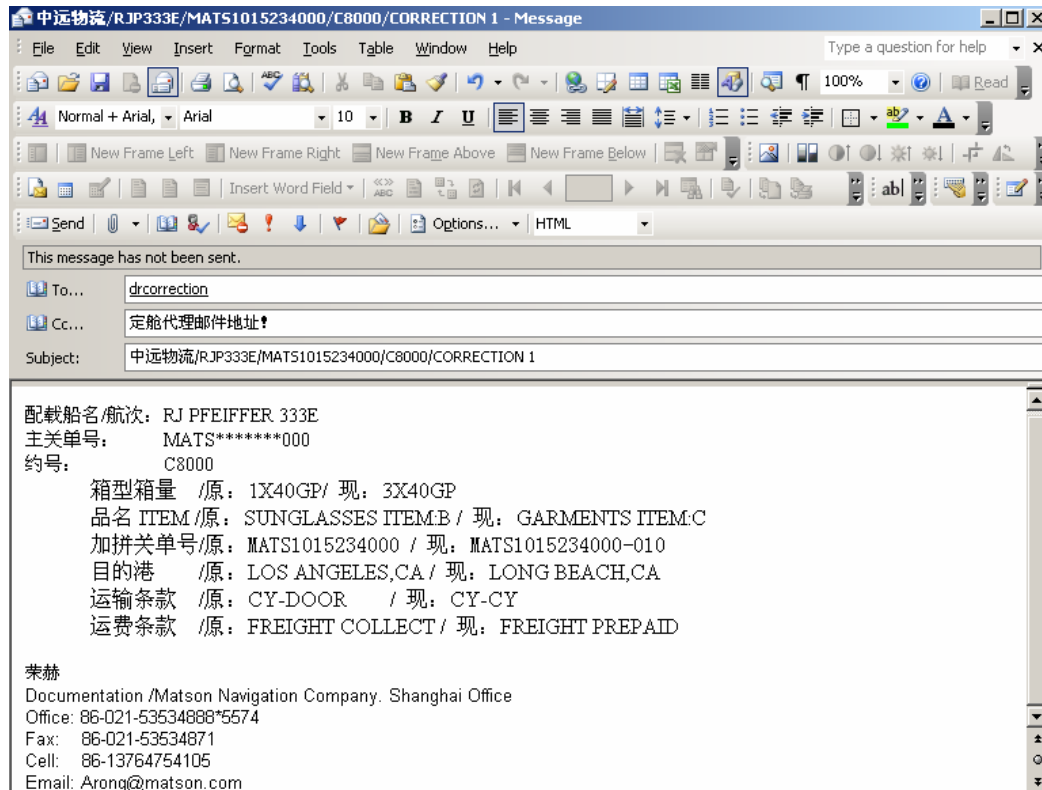 中远物流/RJP333E/MATS1015234000/C8000/CORRECTION 1 - Message
File Edit View Insert Format Tools Table Window Help Type a question for help
100% Read
Normal + Arial, Arial 10 B I U
New Frame Left New Frame Right New Frame Above New Frame Below
Insert Word Field ab
Send Options... HTML
This message has not been sent.
To... drcorrection
Cc... 定舱代理邮件地址!
Subject: 中远物流/RJP333E/MATS1015234000/C8000/CORRECTION 1
配载船名/航次: RJ PFEIFFER 333E
主关单号: MATS*******000
约号: C8000
箱型箱量 /原: 1X40GP/ 现: 3X40GP
品名 ITEM /原: SUNGLASSES ITEM:B / 现: GARMENTS ITEM:C
加拼关单号/原: MATS1015234000 / 现: MATS1015234000-010
目的港 /原: LOS ANGELES,CA / 现: LONG BEACH,CA
运输条款 /原: CY-DOOR / 现: CY-CY
运费条款 /原: FREIGHT COLLECT / 现: FREIGHT PREPAID
荣赫
Documentation /Matson Navigation Company. Shanghai Office
Office: 86-021-53534888*5574
Fax: 86-021-53534871
Cell: 86-13764754105
Email: Arong@matson.com